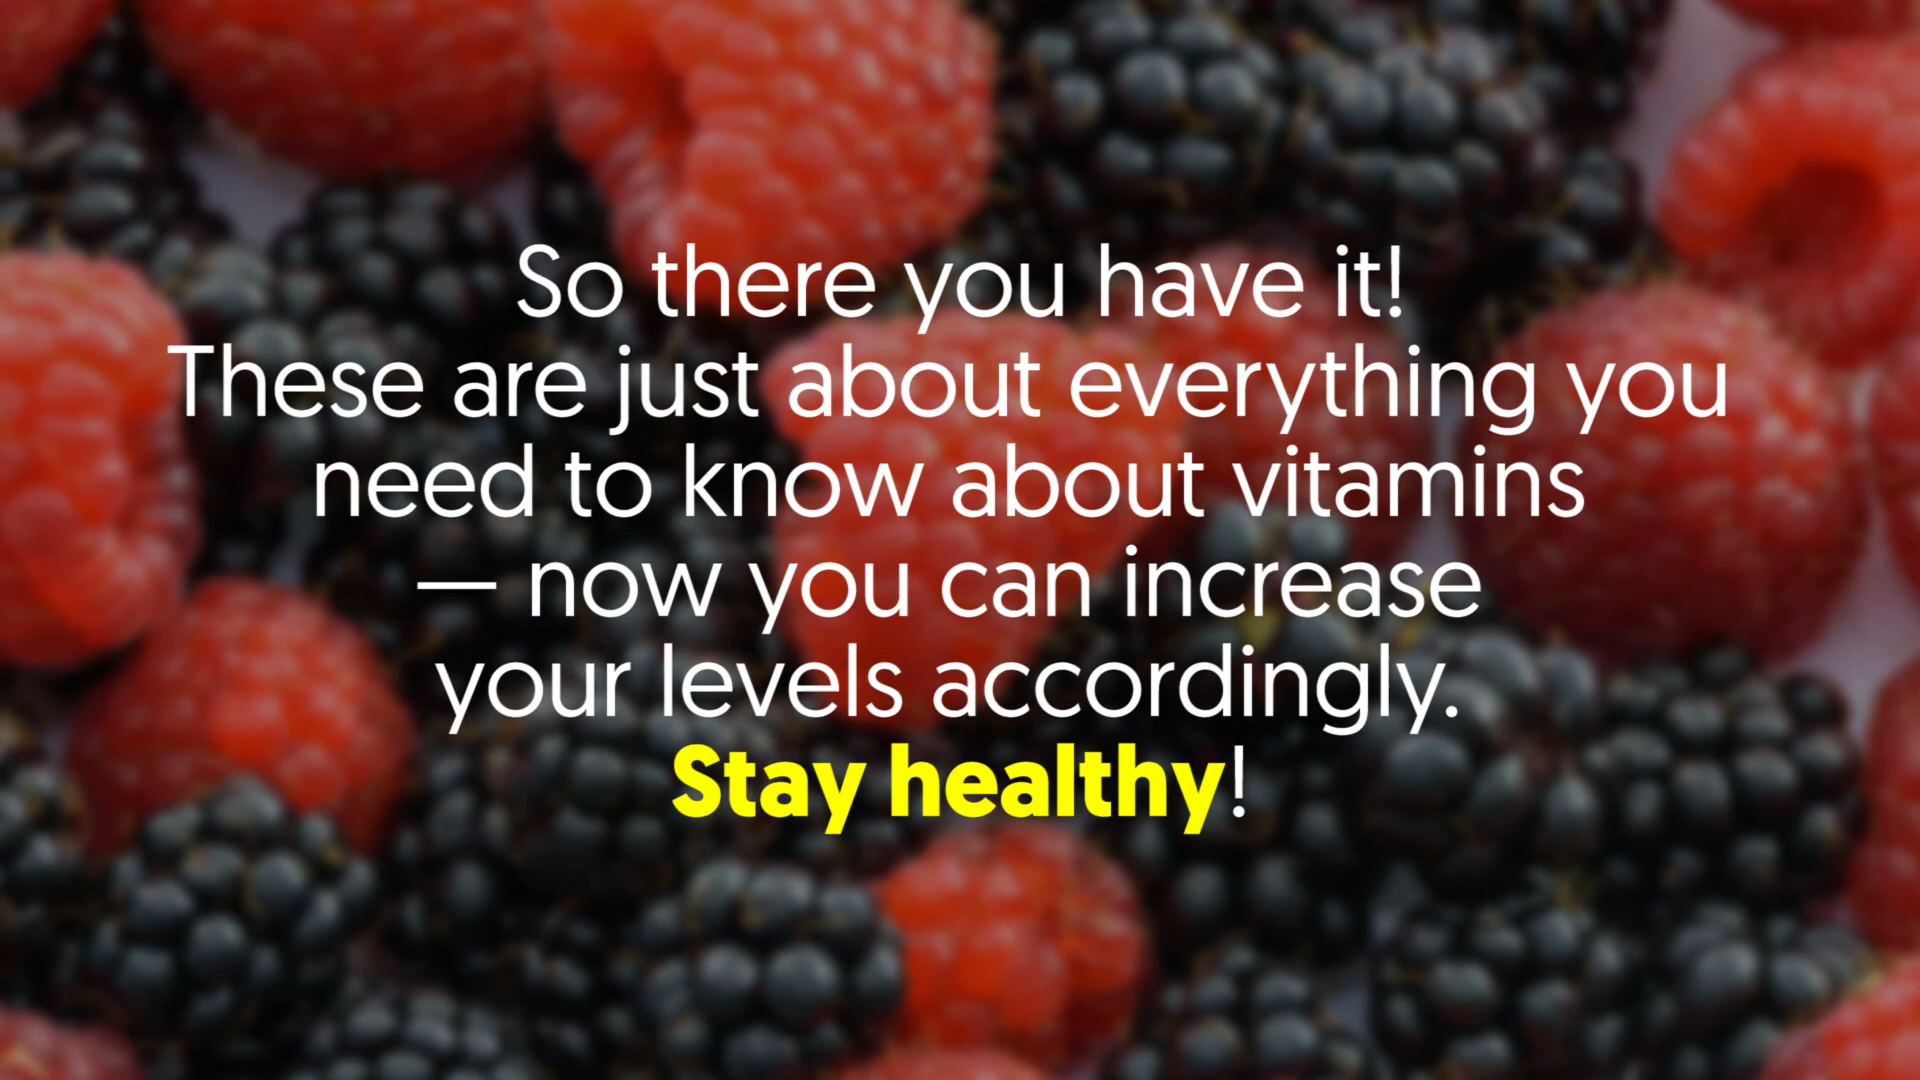 So there you have it!
These are just about everything you
need to know about vitamins
— now you can increase
your levels accordingly.
Stay healthy!